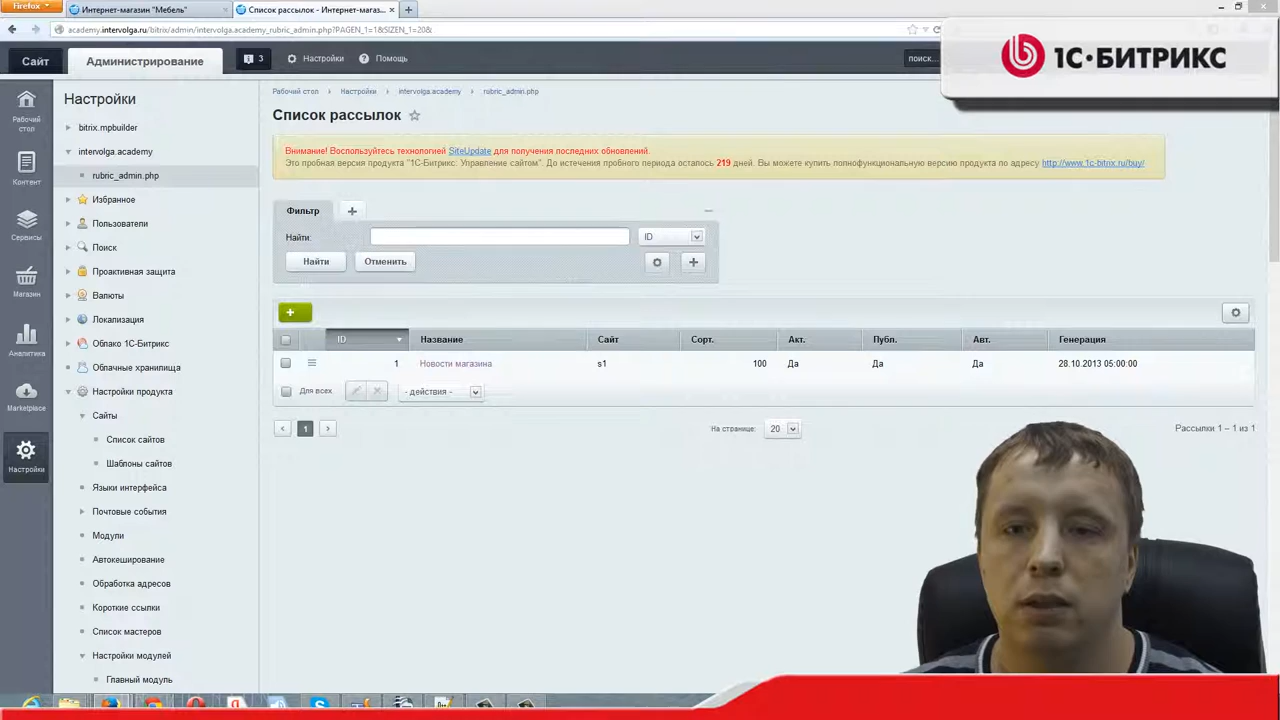 Firefox
Интернет-магазин "Мебель"
Список рассылок - Интернет-магаз...
academy.intervolga.ru/bitrix/admin/intervolga.academy_rubric_admin.php?PAGEN_1=1&SIZEN_1=20&
Сайт
Администрирование
3
Настройки
Помощь
поиск...
1С·БИТРИКС
Рабочий стол
Контент
Сервисы
Магазин
Аналитика
Marketplace
Настройки
Настройки
bitrix.mpbuilder
intervolga.academy
rubric_admin.php
Избранное
Пользователи
Поиск
Проактивная защита
Валюты
Локализация
Облако 1С-Битрикс
Облачные хранилища
Настройки продукта
Сайты
Список сайтов
Шаблоны сайтов
Языки интерфейса
Почтовые события
Модули
Автокеширование
Обработка адресов
Короткие ссылки
Список мастеров
Настройки модулей
Главный модуль
Рабочий стол Настройки intervolga.academy rubric_admin.php
Список рассылок
Внимание! Воспользуйтесь технологией SiteUpdate для получения последних обновлений.
Это пробная версия продукта "1С-Битрикс: Управление сайтом". До истечения пробного периода осталось 219 дней. Вы можете купить полнофункциональную версию продукта по адресу http://www.1c-bitrix.ru/buy/
Фильтр
Найти: ID
Найти Отменить
ID Название Сайт Сорт. Акт. Публ. Авт. Генерация
1 Новости магазина s1 100 Да Да Да 28.10.2013 05:00:00
Для всех - действия -
1 На странице: 20 Рассылки 1 – 1 из 1